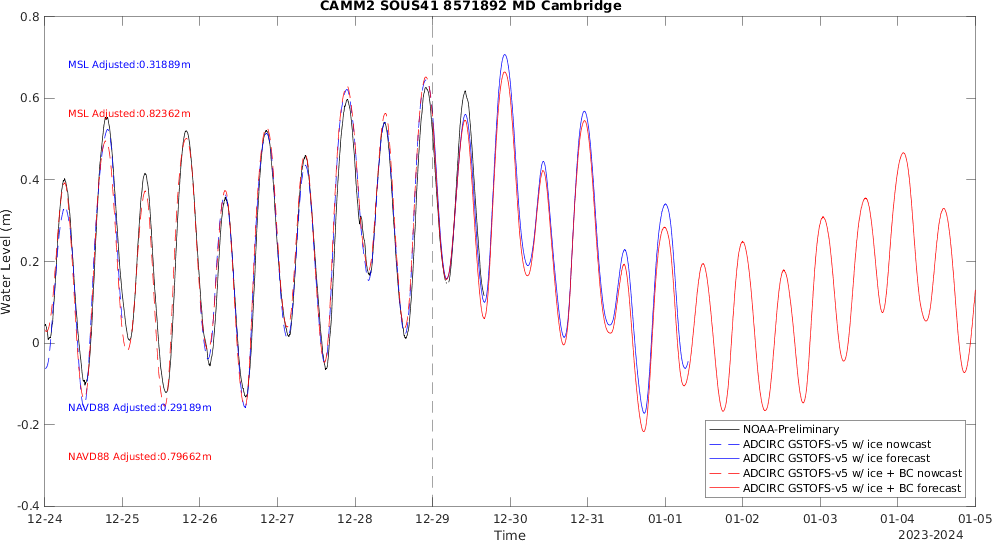 CAMM2 SOUS41 8571892 MD Cambridge
0.8
0.6
0.4
0.2
0
-0.2
-0.4
Water Level (m)
MSL Adjusted:0.31889m
MSL Adjusted:0.82362m
NAVD88 Adjusted:0.29189m
NAVD88 Adjusted:0.79662m
NOAA-Preliminary
ADCIRC GSTOFS-v5 w/ ice nowcast
ADCIRC GSTOFS-v5 w/ ice forecast
ADCIRC GSTOFS-v5 w/ ice + BC nowcast
ADCIRC GSTOFS-v5 w/ ice + BC forecast
12-24 12-25 12-26 12-27 12-28 12-29 12-30 12-31 01-01 01-02 01-03 01-04 01-05
Time
2023-2024